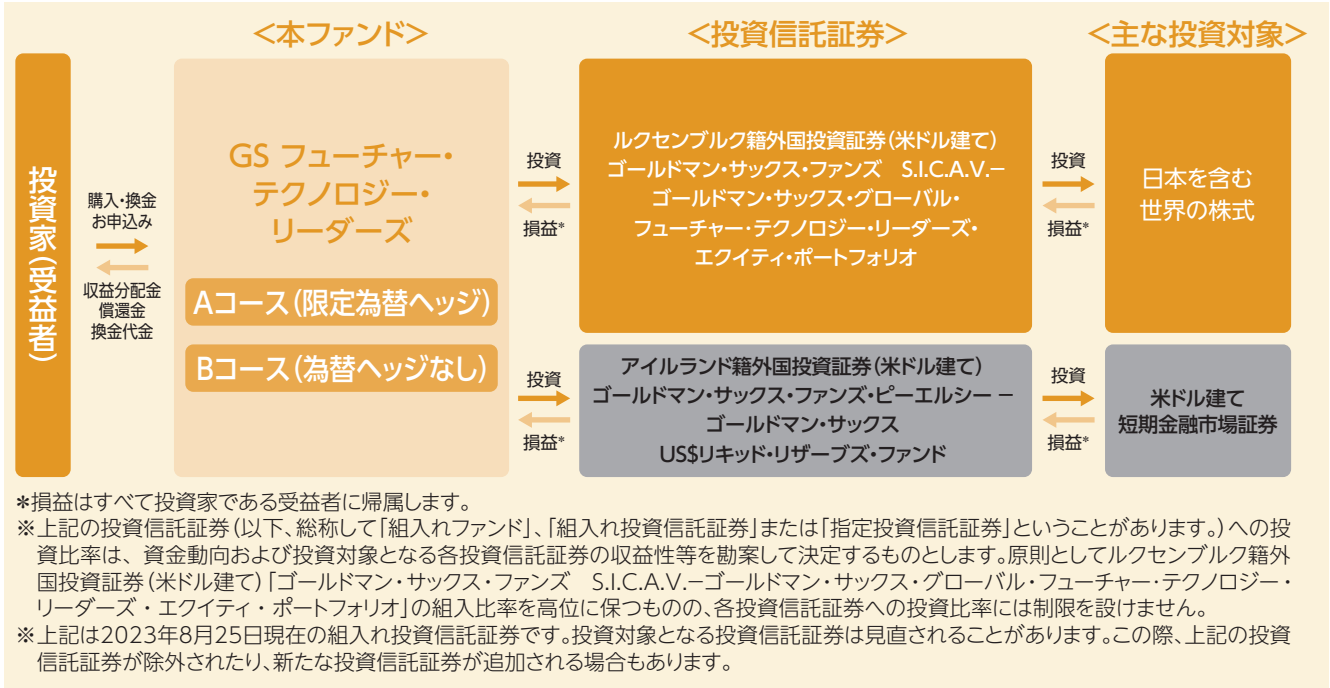 <本ファンド>
<投資信託証券>
<主な投資対象>
投資家(受益者)
購入・換金
お申込み
収益分配金
償還金
換金代金
GS フューチャー・
テクノロジー・
リーダーズ
Aコース(限定為替ヘッジ)
Bコース(為替ヘッジなし)
投資
損益*
ルクセンブルク籍外国投資証券(米ドル建て)
ゴールドマン・サックス・ファンズ S.I.C.A.V.−
ゴールドマン・サックス・グローバル・
フューチャー・テクノロジー・リーダーズ・
エクイティ・ポートフォリオ
投資
損益*
日本を含む
世界の株式
投資
損益*
アイルランド籍外国投資証券(米ドル建て)
ゴールドマン・サックス・ファンズ・ピーエルシー −
ゴールドマン・サックス
US$リキッド・リザーブズ・ファンド
投資
損益*
米ドル建て
短期金融市場証券
*損益はすべて投資家である受益者に帰属します。
※上記の投資信託証券(以下、総称して「組入れファンド」、「組入れ投資信託証券」または「指定投資信託証券」ということがあります。)への投
資比率は、資金動向および投資対象となる各投資信託証券の収益性等を勘案して決定するものとします。原則としてルクセンブルク籍外
国投資証券(米ドル建て)「ゴールドマン・サックス・ファンズ S.I.C.A.V.−ゴールドマン・サックス・グローバル・フューチャー・テクノロジー・
リーダーズ・エクイティ・ポートフォリオ」の組入比率を高位に保つものの、各投資信託証券への投資比率には制限を設けません。
※上記は2023年8月25日現在の組入れ投資信託証券です。投資対象となる投資信託証券は見直されることがあります。この際、上記の投資
信託証券が除外されたり、新たな投資信託証券が追加される場合もあります。